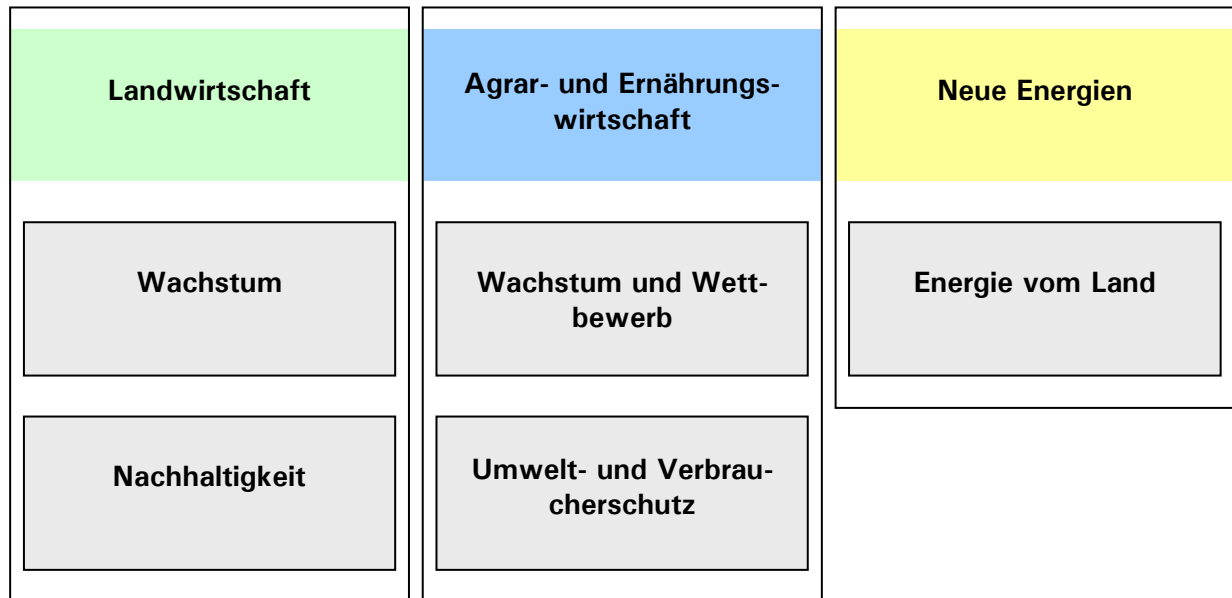 Landwirtschaft
Agrar- und Ernährungs-
wirtschaft
Neue Energien
Wachstum
Wachstum und Wett-
bewerb
Energie vom Land
Nachhaltigkeit
Umwelt- und Verbrau-
cherschutz